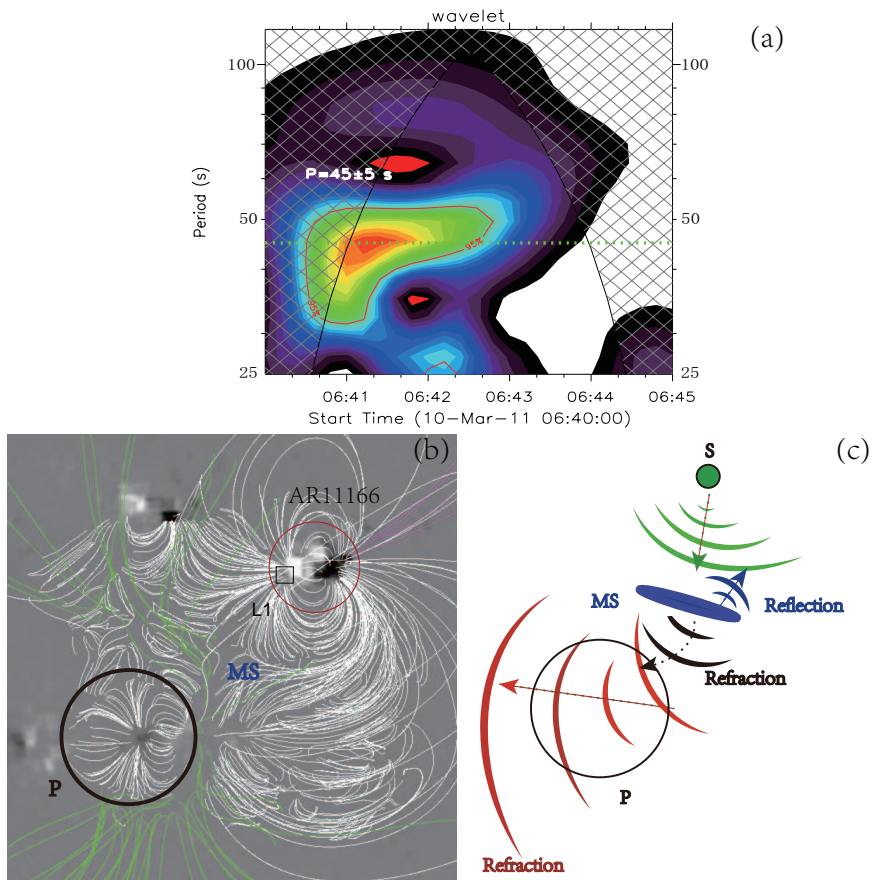 wavelet
(a)
100
100
P=45±5 s
Period (s)
50
50
95%
95%
25
25
06:41
06:42
06:43
06:44
06:45
Start Time (10-Mar-11 06:40:00)
(b)
AR11166
L1
MS
P
(c)
S
MS
Reflection
Refraction
P
Refraction